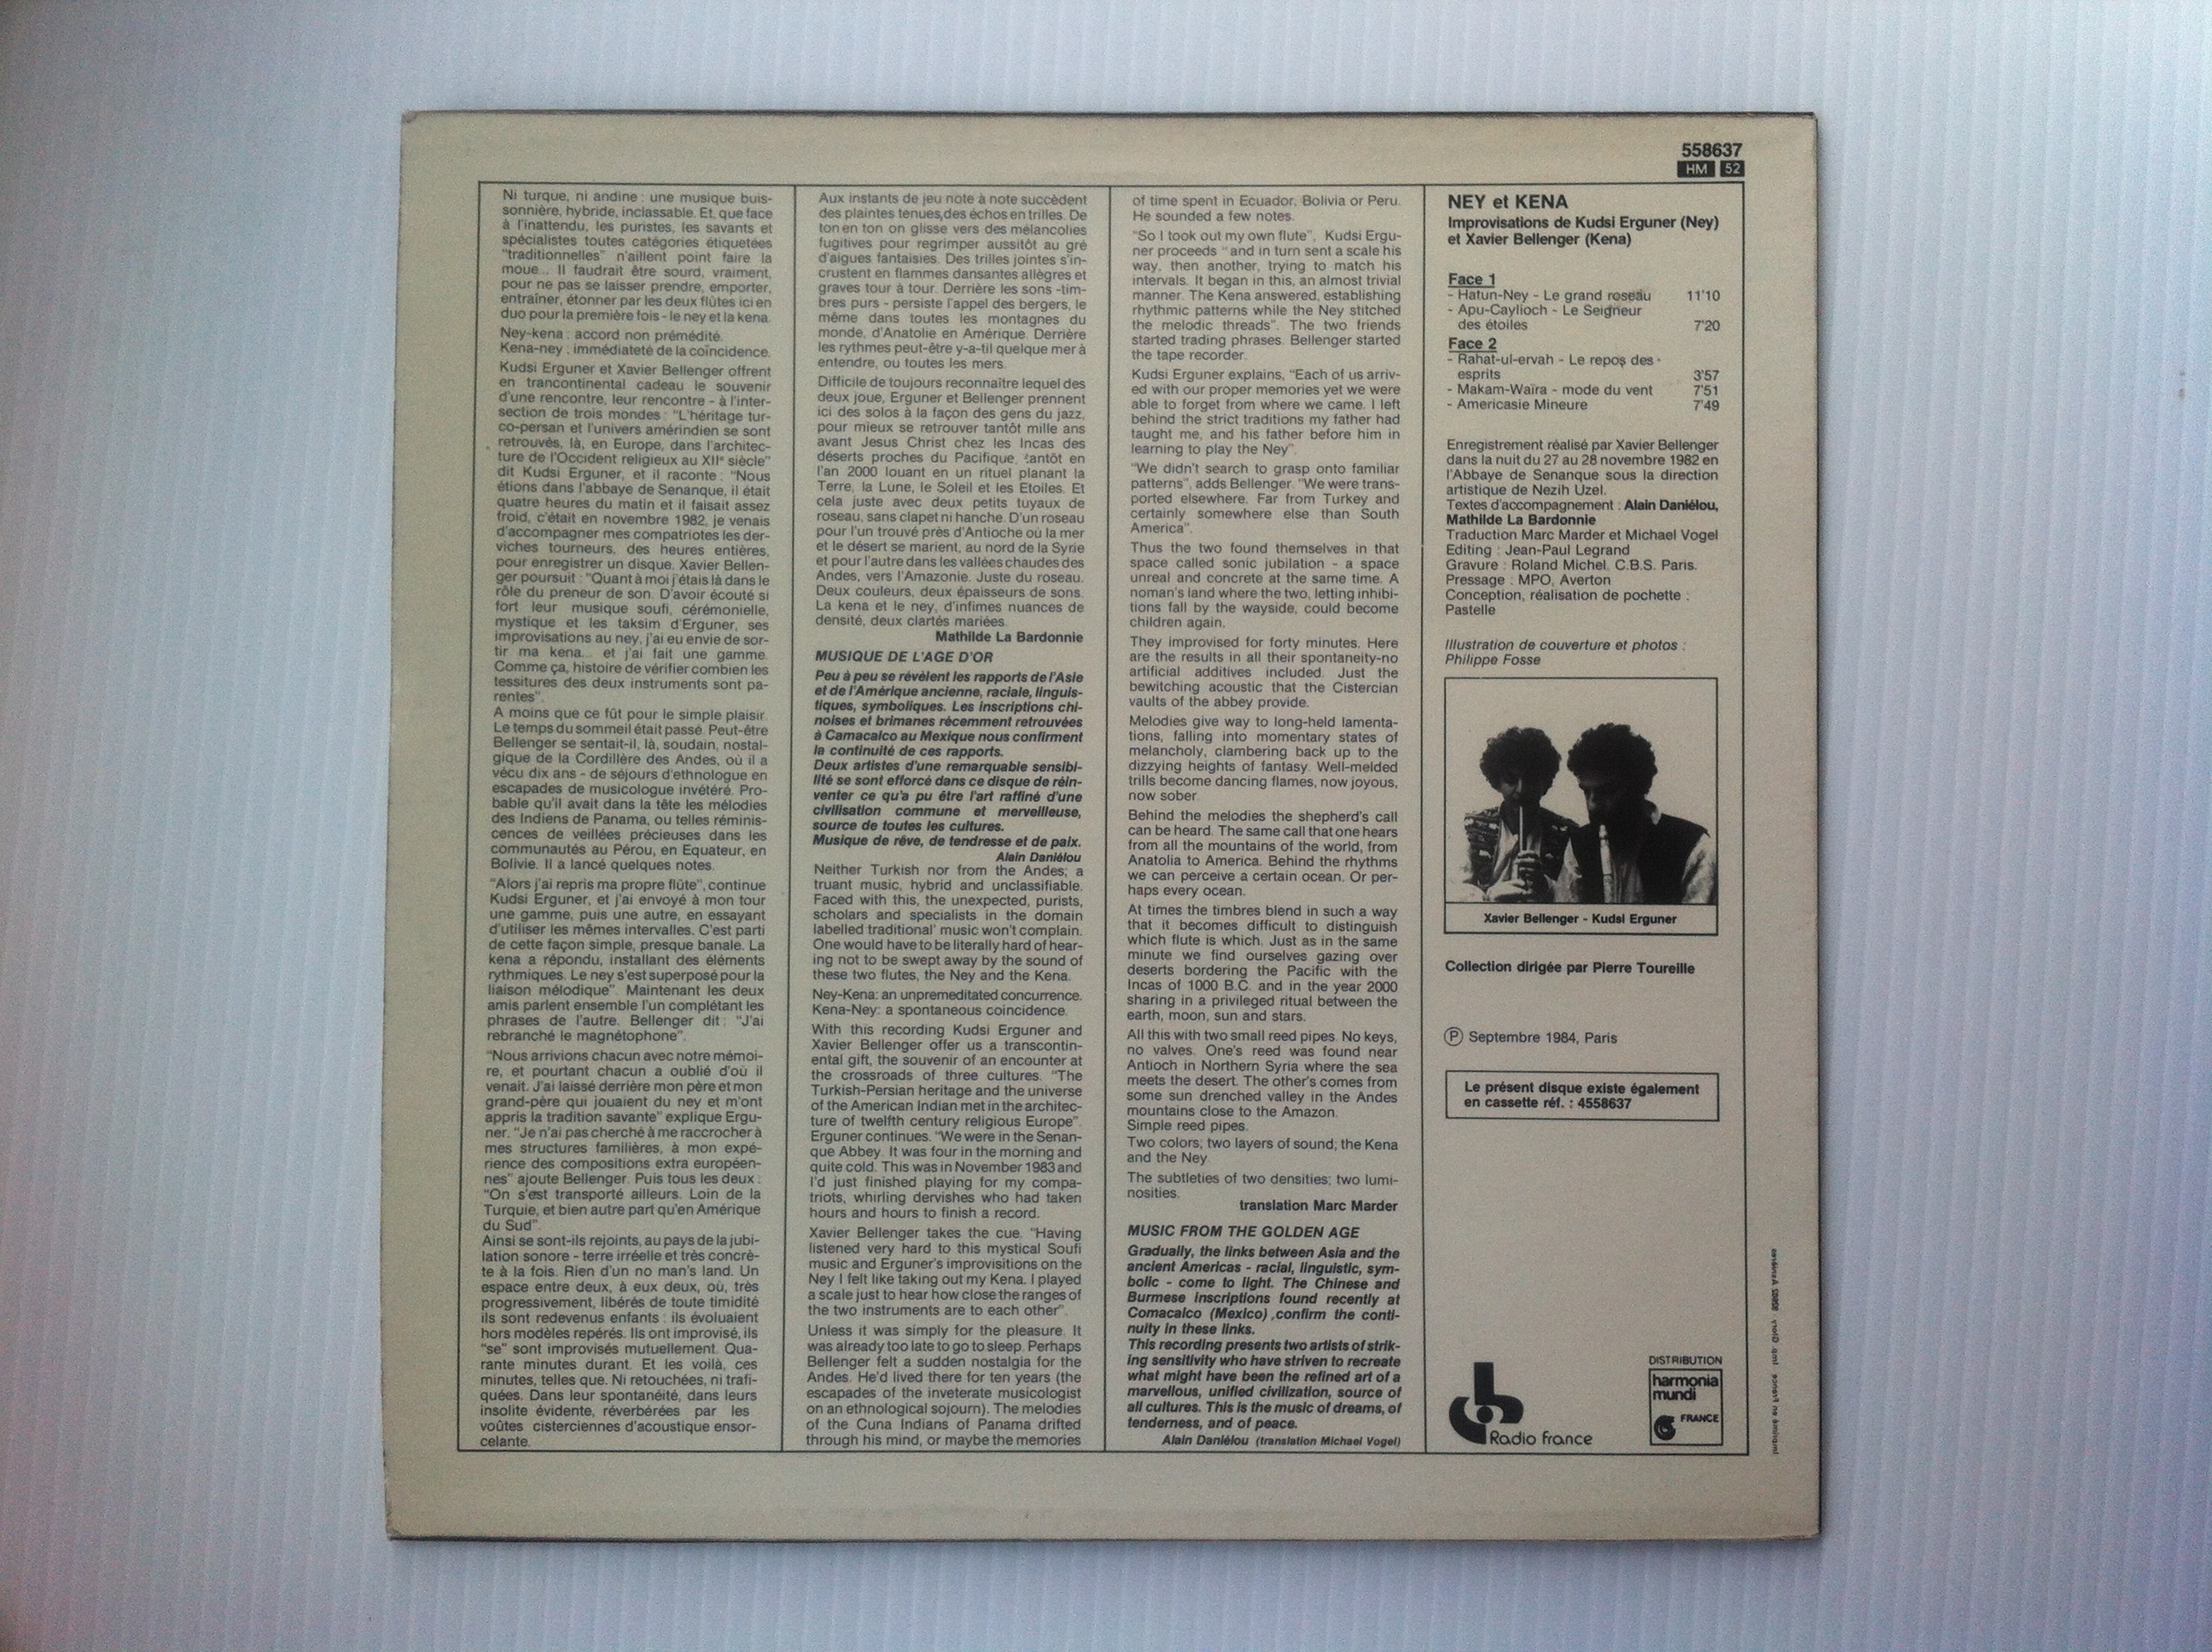 558637
HM 52
Ni turque, ni andine : une musique buis-
sonnière, hybride, inclassable. Et, que face
à l'inattendu, les puristes, les savants et
spécialistes toutes catégories étiquetées
"traditionnelles" n'aillent point faire la
moue... Il faudrait être sourd, vraiment,
pour ne pas se laisser prendre, emporter,
entraîner, étonner par les deux flûtes ici en
duo pour la première fois - le ney et la kena.
Ney-kena : accord non prémédité.
Kena-ney : immédiateté de la coïncidence.
Kudsi Erguner et Xavier Bellenger offrent
en trancontinental cadeau le souvenir
d'une rencontre, leur rencontre - à l'inter-
section de trois mondes : "L'héritage tur-
co-persan et l'univers amérindien se sont
retrouvés, là, en Europe, dans l'architec-
ture de l'Occident religieux au XIIe siècle"
dit Kudsi Erguner, et il raconte : "Nous
étions dans l'abbaye de Senanque, il était
quatre heures du matin et il faisait assez
froid, c'était en novembre 1982, je venais
d'accompagner mes compatriotes les der-
viches tourneurs, des heures entières,
pour enregistrer un disque. Xavier Bellen-
ger poursuit : "Quant à moi j'étais là dans le
rôle du preneur de son. D'avoir écouté si
fort leur musique soufi, cérémonielle,
mystique et les taksim d'Erguner, ses
improvisations au ney, j'ai eu envie de sor-
tir ma kena... et j'ai fait une gamme.
Comme ça, histoire de vérifier combien les
tessitures des deux instruments sont pa-
rentes".
A moins que ce fût pour le simple plaisir.
Le temps du sommeil était passé. Peut-être
Bellenger se sentait-il, là, soudain, nostal-
gique de la Cordillère des Andes, où il a
vécu dix ans - de séjours d'ethnologue en
escapades de musicologue invétéré. Pro-
bable qu'il avait dans la tête les mélodies
des Indiens de Panama, ou telles réminis-
cences de veillées précieuses dans les
communautés au Pérou, en Equateur, en
Bolivie. Il a lancé quelques notes.
"Alors j'ai repris ma propre flûte", continue
Kudsi Erguner, et j'ai envoyé à mon tour
une gamme, puis une autre, en essayant
d'utiliser les mêmes intervalles. C'est parti
de cette façon simple, presque banale. La
kena a répondu, installant des éléments
rythmiques. Le ney s'est superposé pour la
liaison mélodique". Maintenant les deux
amis parlent ensemble l'un complétant les
phrases de l'autre. Bellenger dit : "J'ai
rebranché le magnétophone".
"Nous arrivions chacun avec notre mémoi-
re, et pourtant chacun a oublié d'où il
venait. J'ai laissé derrière mon père et mon
grand-père qui jouaient du ney et m'ont
appris la tradition savante" explique Ergu-
ner. "Je n'ai pas cherché à me raccrocher à
mes structures familières, à mon expé-
rience des compositions extra européen-
nes" ajoute Bellenger. Puis tous les deux :
"On s'est transporté ailleurs. Loin de la
Turquie, et bien autre part qu'en Amérique
du Sud".
Ainsi se sont-ils rejoints, au pays de la jubi-
lation sonore - terre irréelle et très concrè-
te à la fois. Rien d'un no man's land. Un
espace entre deux, à eux deux, où, très
progressivement, libérés de toute timidité
ils sont redevenus enfants : ils évoluaient
hors modèles repérés. Ils ont improvisé, ils
"se" sont improvisés mutuellement. Qua-
rante minutes durant. Et les voilà, ces
minutes, telles que. Ni retouchées, ni trafi-
quées. Dans leur spontanéité, dans leurs
insolite évidente, réverbérées par les
voûtes cisterciennes d'acoustique ensor-
celante.
Aux instants de jeu note à note succèdent
des plaintes tenues,des échos en trilles. De
ton en ton on glisse vers des mélancolies
fugitives pour regrimper aussitôt au gré
d'aigues fantaisies. Des trilles jointes s'in-
crustent en flammes dansantes allègres et
graves tour à tour. Derrière les sons -tim-
bres purs - persiste l'appel des bergers, le
même dans toutes les montagnes du
monde, d'Anatolie en Amérique. Derrière
les rythmes peut-être y-a-til quelque mer à
entendre, ou toutes les mers.
Difficile de toujours reconnaître lequel des
deux joue, Erguner et Bellenger prennent
ici des solos à la façon des gens du jazz,
pour mieux se retrouver tantôt mille ans
avant Jesus Christ chez les Incas des
déserts proches du Pacifique, tantôt en
l'an 2000 louant en un rituel planant la
Terre, la Lune, le Soleil et les Etoiles. Et
cela juste avec deux petits tuyaux de
roseau, sans clapet ni hanche. D'un roseau
pour l'un trouvé près d'Antioche où la mer
et le désert se marient, au nord de la Syrie
et pour l'autre dans les vallées chaudes des
Andes, vers l'Amazonie. Juste du roseau.
Deux couleurs, deux épaisseurs de sons.
La kena et le ney, d'infimes nuances de
densité, deux clartés mariées.
Mathilde La Bardonnie
MUSIQUE DE L'AGE D'OR
Peu à peu se révèlent les rapports de l'Asie
et de l'Amérique ancienne, raciale, linguis-
tiques, symboliques. Les inscriptions chi-
noises et brimanes récemment retrouvées
à Camacalco au Mexique nous confirment
la continuité de ces rapports.
Deux artistes d'une remarquable sensibi-
lité se sont efforcé dans ce disque de réin-
venter ce qu'a pu être l'art raffiné d'une
civilisation commune et merveilleuse,
source de toutes les cultures.
Musique de rêve, de tendresse et de paix.
Alain Daniélou
Neither Turkish nor from the Andes; a
truant music, hybrid and unclassifiable.
Faced with this, the unexpected, purists,
scholars and specialists in the domain
labelled traditional' music won't complain.
One would have to be literally hard of hear-
ing not to be swept away by the sound of
these two flutes, the Ney and the Kena.
Ney-Kena: an unpremeditated concurrence.
Kena-Ney: a spontaneous coincidence.
With this recording Kudsi Erguner and
Xavier Bellenger offer us a transcontin-
ental gift, the souvenir of an encounter at
the crossroads of three cultures. "The
Turkish-Persian heritage and the universe
of the American Indian met in the architec-
ture of twelfth century religious Europe".
Erguner continues. "We were in the Senan-
que Abbey. It was four in the morning and
quite cold. This was in November 1983 and
I'd just finished playing for my compa-
triots, whirling dervishes who had taken
hours and hours to finish a record.
Xavier Bellenger takes the cue. "Having
listened very hard to this mystical Soufi
music and Erguner's improvisitions on the
Ney I felt like taking out my Kena. I played
a scale just to hear how close the ranges of
the two instruments are to each other".
Unless it was simply for the pleasure. It
was already too late to go to sleep. Perhaps
Bellenger felt a sudden nostalgia for the
Andes. He'd lived there for ten years (the
escapades of the inveterate musicologist
on an ethnological sojourn). The melodies
of the Cuna Indians of Panama drifted
through his mind, or maybe the memories
of time spent in Ecuador, Bolivia or Peru.
He sounded a few notes.
"So I took out my own flute", Kudsi Ergu-
ner proceeds "and in turn sent a scale his
way, then another, trying to match his
intervals. It began in this, an almost trivial
manner. The Kena answered, establishing
rhythmic patterns while the Ney stitched
the melodic threads". The two friends
started trading phrases. Bellenger started
the tape recorder.
Kudsi Erguner explains, "Each of us arriv-
ed with our proper memories yet we were
able to forget from where we came. I left
behind the strict traditions my father had
taught me, and his father before him in
learning to play the Ney".
"We didn't search to grasp onto familiar
patterns", adds Bellenger. "We were trans-
ported elsewhere. Far from Turkey and
certainly somewhere else than South
America".
Thus the two found themselves in that
space called sonic jubilation - a space
unreal and concrete at the same time. A
noman's land where the two, letting inhibi-
tions fall by the wayside, could become
children again.
They improvised for forty minutes. Here
are the results in all their spontaneity-no
artificial additives included. Just the
bewitching acoustic that the Cistercian
vaults of the abbey provide.
Melodies give way to long-held lamenta-
tions, falling into momentary states of
melancholy, clambering back up to the
dizzying heights of fantasy. Well-melded
trills become dancing flames, now joyous,
now sober.
Behind the melodies the shepherd's call
can be heard. The same call that one hears
from all the mountains of the world, from
Anatolia to America. Behind the rhythms
we can perceive a certain ocean. Or per-
haps every ocean.
At times the timbres blend in such a way
that it becomes difficult to distinguish
which flute is which. Just as in the same
minute we find ourselves gazing over
deserts bordering the Pacific with the
Incas of 1000 B.C. and in the year 2000
sharing in a privileged ritual between the
earth, moon, sun and stars.
All this with two small reed pipes. No keys,
no valves. One's reed was found near
Antioch in Northern Syria where the sea
meets the desert. The other's comes from
some sun drenched valley in the Andes
mountains close to the Amazon.
Simple reed pipes.
Two colors; two layers of sound; the Kena
and the Ney.
The subtleties of two densities; two lumi-
nosities.
translation Marc Marder
MUSIC FROM THE GOLDEN AGE
Gradually, the links between Asia and the
ancient Americas - racial, linguistic, sym-
bolic - come to light. The Chinese and
Burmese inscriptions found recently at
Comacalco (Mexico) ,confirm the conti-
nuity in these links.
This recording presents two artists of strik-
ing sensitivity who have striven to recreate
what might have been the refined art of a
marvellous, unified civilization, source of
all cultures. This is the music of dreams, of
tenderness, and of peace.
Alain Daniélou (translation Michael Vogel)
NEY et KENA
Improvisations de Kudsi Erguner (Ney)
et Xavier Bellenger (Kena)
Face 1
- Hatun-Ney - Le grand roseau 11'10
- Apu-Caylioch - Le Seigneur
des étoiles 7'20
Face 2
- Rahat-ul-ervah - Le repos des
esprits 3'57
- Makam-Waïra - mode du vent 7'51
- Americasie Mineure 7'49
Enregistrement réalisé par Xavier Bellenger
dans la nuit du 27 au 28 novembre 1982 en
l'Abbaye de Senanque sous la direction
artistique de Nezih Uzel.
Textes d'accompagnement : Alain Daniélou,
Mathilde La Bardonnie
Traduction Marc Marder et Michael Vogel
Editing : Jean-Paul Legrand
Gravure : Roland Michel, C.B.S. Paris.
Pressage : MPO, Averton
Conception, réalisation de pochette :
Pastelle
Illustration de couverture et photos :
Philippe Fosse
Xavier Bellenger - Kudsi Erguner
Collection dirigée par Pierre Toureille
Ⓟ Septembre 1984, Paris
Le présent disque existe également
en cassette réf. : 4558637
Radio france
DISTRIBUTION
harmonia
mundi
FRANCE